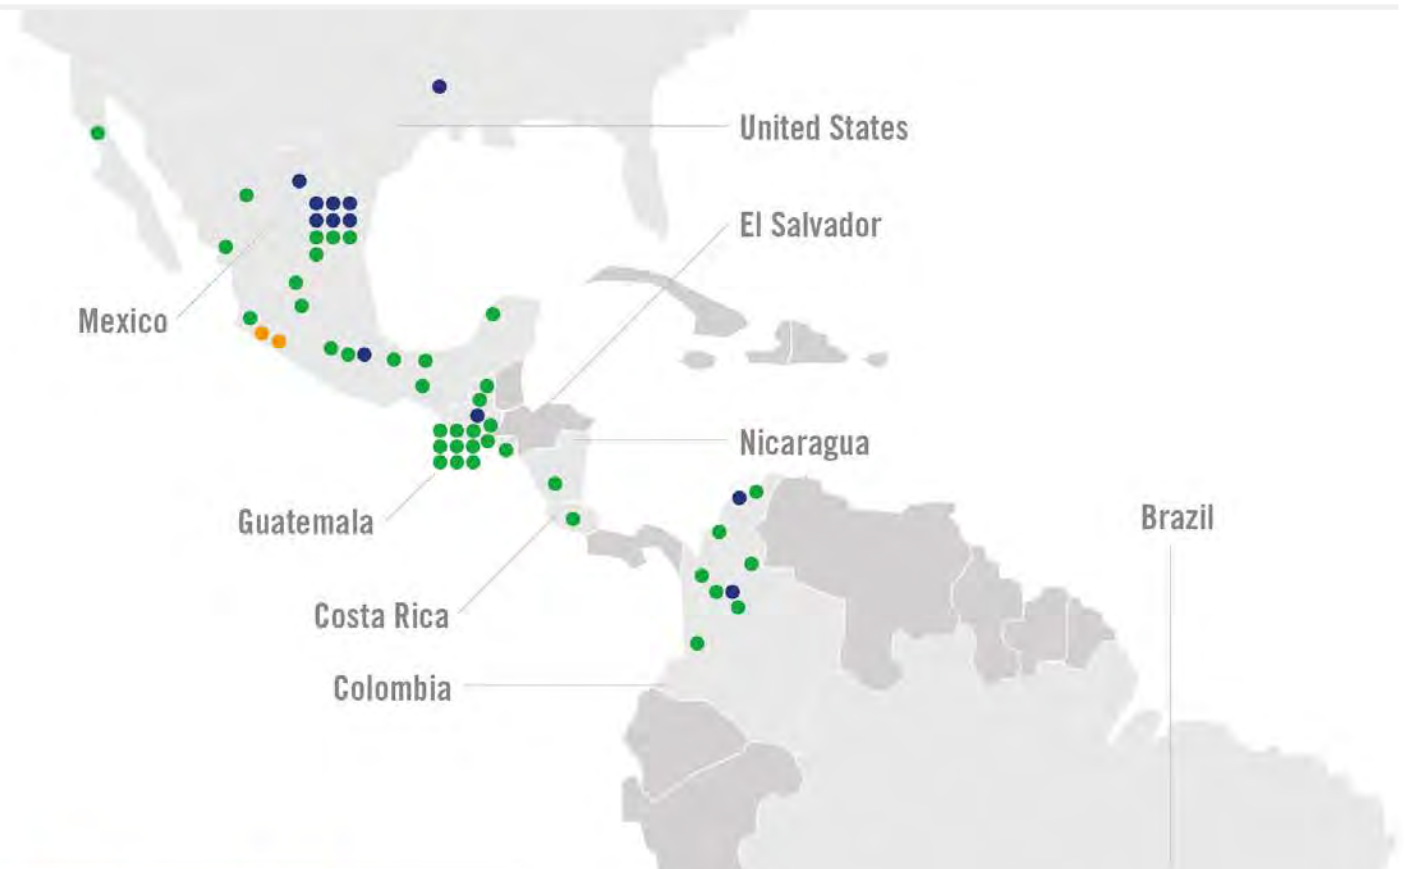 United States
El Salvador
Mexico
Nicaragua
Guatemala
Brazil
Costa Rica
Colombia